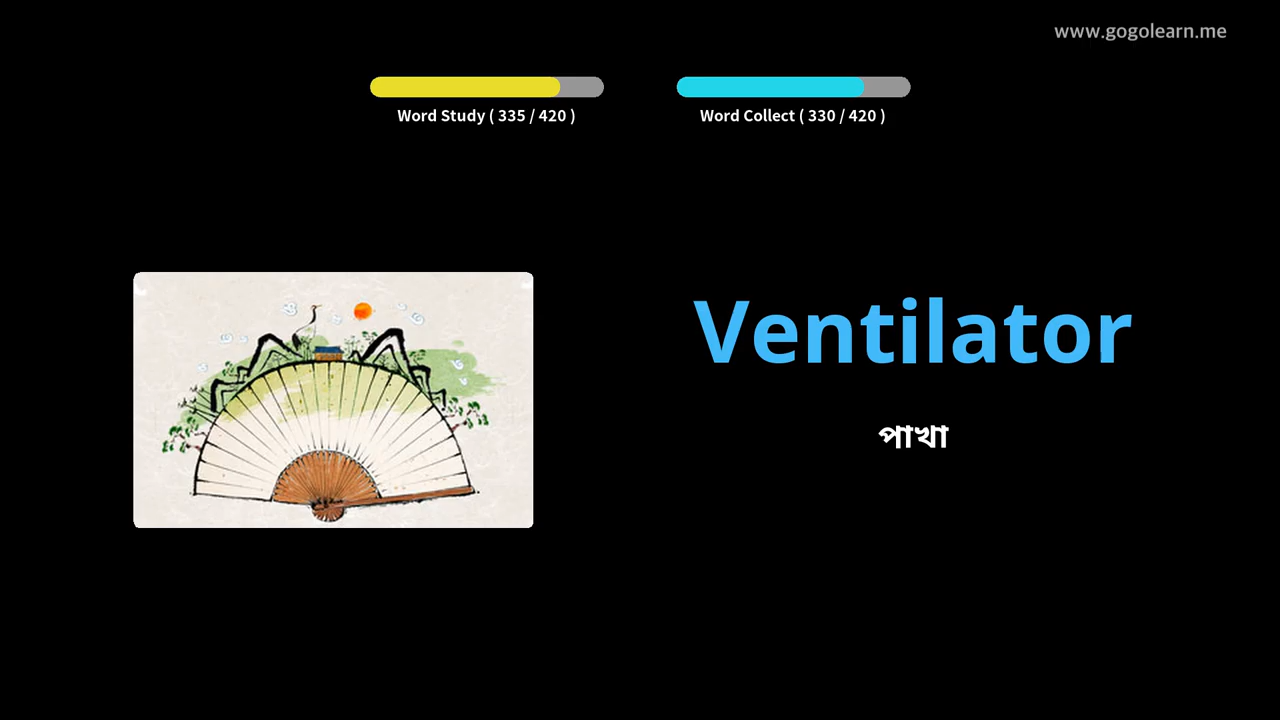 www.gogolearn.me
Word Study ( 335 / 420 )
Word Collect ( 330 / 420 )
Ventilator
পাখা